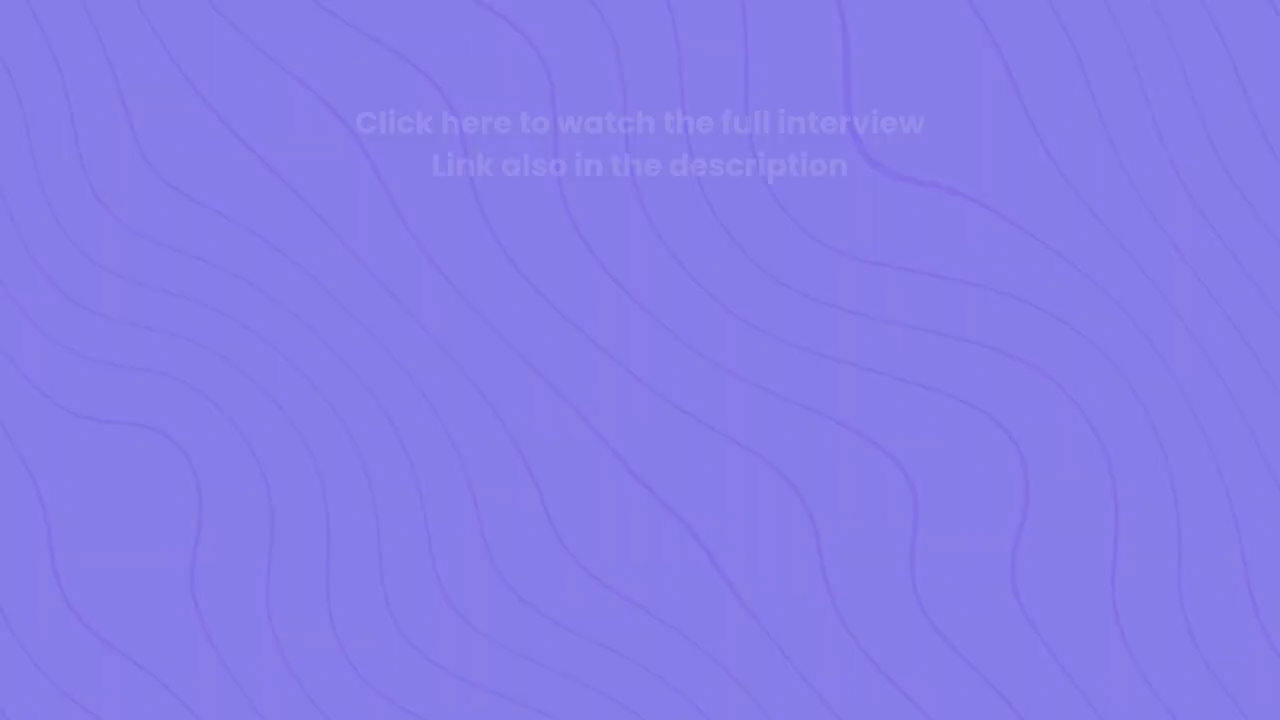 Click here to watch the full interview
Link also in the description